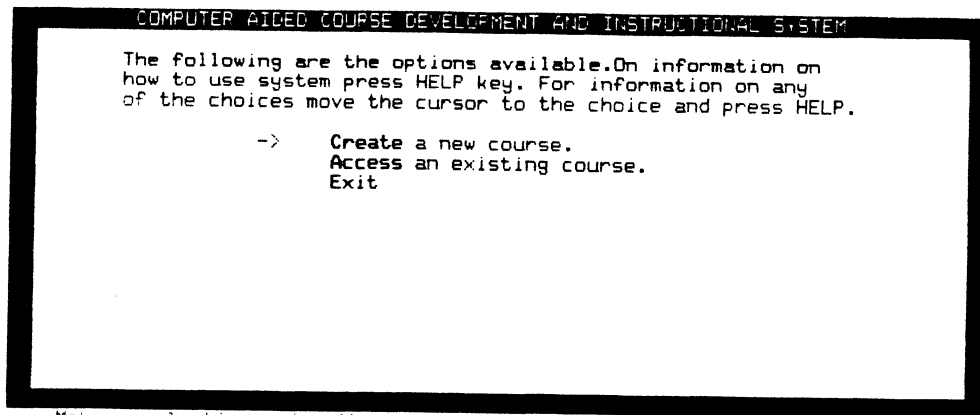 COMPUTER AIDED COURSE DEVELOPMENT AND INSTRUCTIONAL SYSTEM
The following are the options available.On information on
how to use system press HELP key. For information on any
of the choices move the cursor to the choice and press HELP.
-> Create a new course.
Access an existing course.
Exit